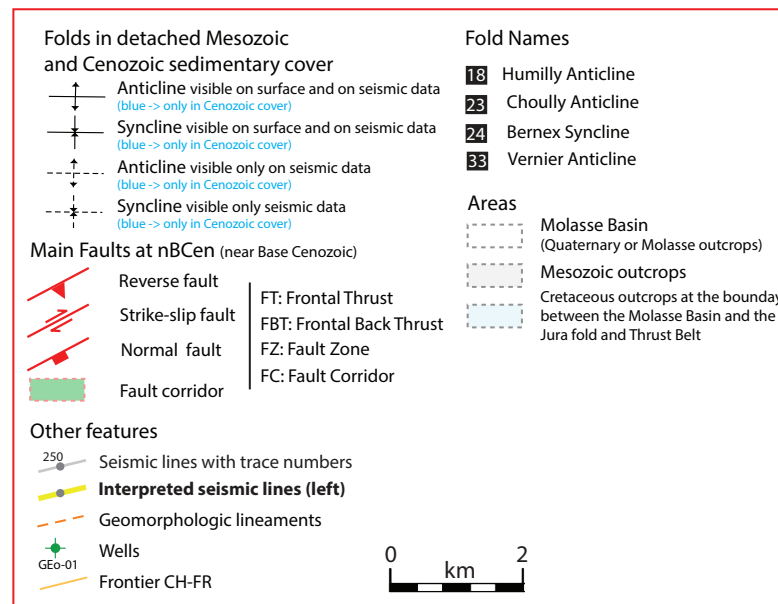 Folds in detached Mesozoic
and Cenozoic sedimentary cover
Anticline visible on surface and on seismic data
(blue -> only in Cenozoic cover)
Syncline visible on surface and on seismic data
(blue -> only in Cenozoic cover)
Anticline visible only on seismic data
(blue -> only in Cenozoic cover)
Syncline visible only seismic data
(blue -> only in Cenozoic cover)
Main Faults at nBCen (near Base Cenozoic)
Reverse fault
Strike-slip fault
Normal fault
Fault corridor
FT: Frontal Thrust
FBT: Frontal Back Thrust
FZ: Fault Zone
FC: Fault Corridor
Other features
250 Seismic lines with trace numbers
Interpreted seismic lines (left)
Geomorphologic lineaments
Wells
GEo-01
Frontier CH-FR
Fold Names
18 Humilly Anticline
23 Choully Anticline
24 Bernex Syncline
33 Vernier Anticline
Areas
Molasse Basin
(Quaternary or Molasse outcrops)
Mesozoic outcrops
Cretaceous outcrops at the bounday
between the Molasse Basin and the
Jura fold and Thrust Belt
0 2
km